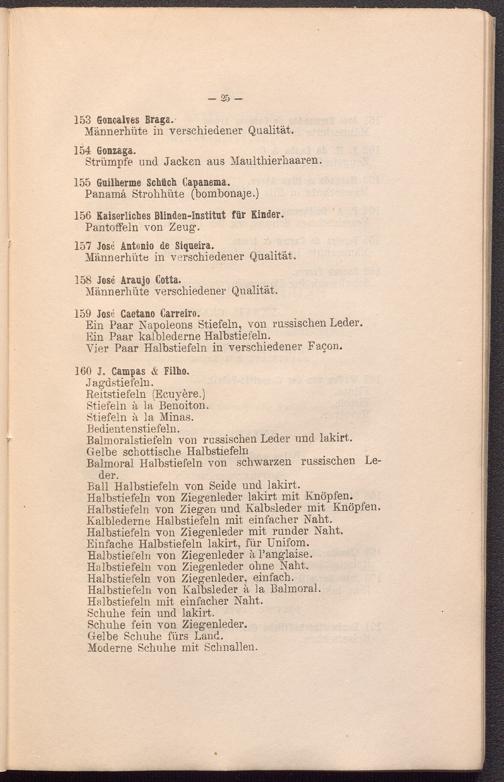 — 25 —
153 Goncalves Braga.
Männerhüte in verschiedener Qualität.
154 Gonzaga.
Strümpfe und Jacken aus Maulthierhaaren.
155 Guilherme Schüch Capanema.
Panamá Strohhüte (bombonaje.)
156 Kaiserliches Blinden-Institut für Kinder.
Pantoffeln von Zeug.
157 José Antonio de Siqueira.
Männerhüte in verschiedener Qualität.
158 José Araujo Cotta.
Männerhüte verschiedener Qualität.
159 José Caetano Carreiro.
Ein Paar Napoleons Stiefeln, von russischen Leder.
Ein Paar kalblederne Halbstiefeln.
Vier Paar Halbstiefeln in verschiedener Façon.
160 J. Campas & Filho.
Jagdstiefeln.
Reitstiefeln (Ecuyère.)
Stiefeln à la Benoiton.
Stiefeln à la Minas.
Bedientenstiefeln.
Balmoralstiefeln von russischen Leder und lakirt.
Gelbe schottische Halbstiefeln
Balmoral Halbstiefeln von schwarzen russischen Le-
der.
Ball Halbstiefeln von Seide und lakirt.
Halbstiefeln von Ziegenleder lakirt mit Knöpfen.
Halbstiefeln von Ziegen und Kalbsleder mit Knöpfen.
Kalblederne Halbstiefeln mit einfacher Naht.
Halbstiefeln von Ziegenleder mit runder Naht.
Einfache Halbstiefeln lakirt, für Unifom.
Halbstiefeln von Ziegenleder à l'anglaise.
Halbstiefeln von Ziegenleder ohne Naht.
Halbstiefeln von Ziegenleder, einfach.
Halbstiefeln von Kalbsleder à la Balmoral.
Halbstiefeln mit einfacher Naht.
Schuhe fein und lakirt.
Schuhe fein von Ziegenleder.
Gelbe Schuhe fürs Land.
Moderne Schuhe mit Schnallen.